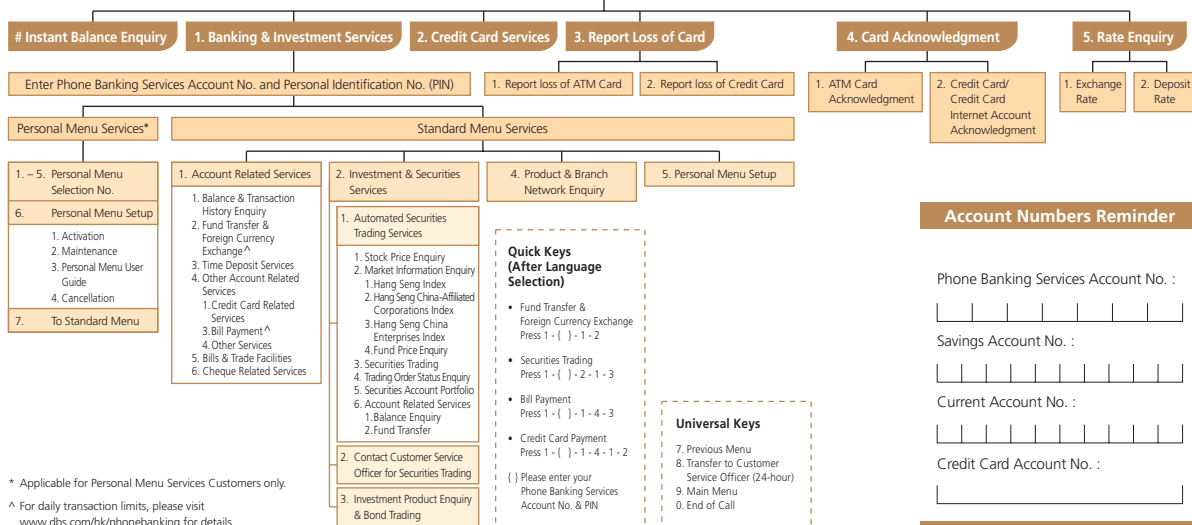 # Instant Balance Enquiry
1. Banking & Investment Services
2. Credit Card Services
3. Report Loss of Card
4. Card Acknowledgment
5. Rate Enquiry
Enter Phone Banking Services Account No. and Personal Identification No. (PIN)
1. Report loss of ATM Card
2. Report loss of Credit Card
1. ATM Card
Acknowledgment
2. Credit Card/
Credit Card
Internet Account
Acknowledgment
1. Exchange
Rate
2. Deposit
Rate
Personal Menu Services*
Standard Menu Services
1. – 5. Personal Menu
Selection No.
6. Personal Menu Setup
1. Activation
2. Maintenance
3. Personal Menu User
Guide
4. Cancellation
7. To Standard Menu
1. Account Related Services
1. Balance & Transaction
History Enquiry
2. Fund Transfer &
Foreign Currency
Exchange^
3. Time Deposit Services
4. Other Account Related
Services
1. Credit Card Related
Services
3. Bill Payment^
4. Other Services
5. Bills & Trade Facilities
6. Cheque Related Services
2. Investment & Securities
Services
1. Automated Securities
Trading Services
1. Stock Price Enquiry
2. Market Information Enquiry
1. Hang Seng Index
2. Hang Seng China-Affiliated
Corporations Index
3. Hang Seng China
Enterprises Index
4. Fund Price Enquiry
3. Securities Trading
4. Trading Order Status Enquiry
5. Securities Account Portfolio
6. Account Related Services
1. Balance Enquiry
2. Fund Transfer
2. Contact Customer Service
Officer for Securities Trading
3. Investment Product Enquiry
& Bond Trading
4. Product & Branch
Network Enquiry
5. Personal Menu Setup
Quick Keys
(After Language
Selection)
• Fund Transfer &
Foreign Currency Exchange
Press 1 - { } - 1 - 2
• Securities Trading
Press 1 - { } - 2 - 1 - 3
• Bill Payment
Press 1 - { } - 1 - 4 - 3
• Credit Card Payment
Press 1 - { } - 1 - 4 - 1 - 2
{ } Please enter your
Phone Banking Services
Account No. & PIN
Universal Keys
7. Previous Menu
8. Transfer to Customer
Service Officer (24-hour)
9. Main Menu
0. End of Call
Account Numbers Reminder
Phone Banking Services Account No. :
Savings Account No. :
Current Account No. :
Credit Card Account No. :
* Applicable for Personal Menu Services Customers only.
^ For daily transaction limits, please visit
www.dbs.com/hk/phonebanking for details